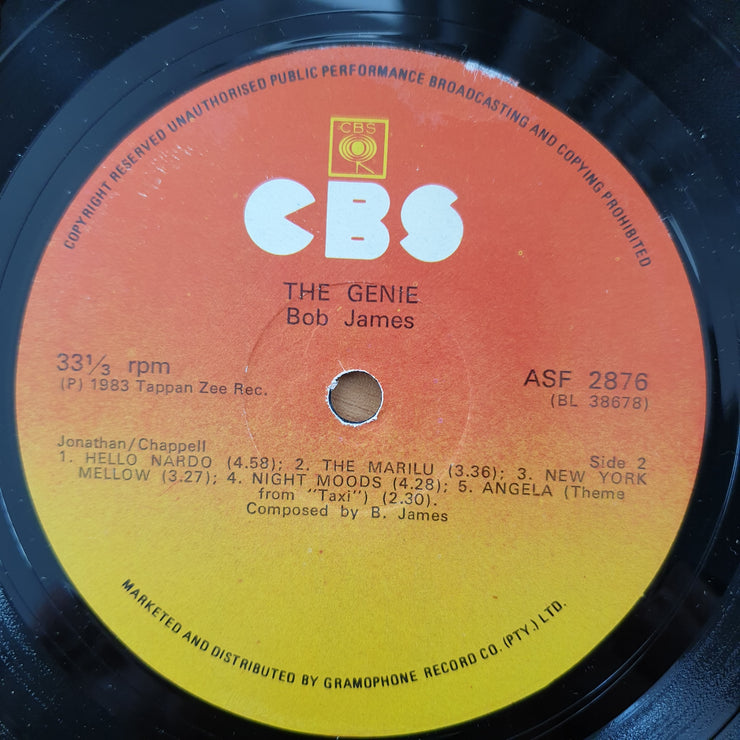 COPYRIGHT RESERVED UNAUTHORISED PUBLIC PERFORMANCE BROADCASTING AND COPYING PROHIBITED
CBS
CBS
THE GENIE
Bob James
33⅓ rpm
(P) 1983 Tappan Zee Rec.
ASF 2876
(BL 38678)
Jonathan/Chappell
Side 2
1. HELLO NARDO (4.58); 2. THE MARILU (3.36); 3. NEW YORK
MELLOW (3.27); 4. NIGHT MOODS (4.28); 5. ANGELA (Theme
from "Taxi") (2.30).
Composed by B. James
MARKETED AND DISTRIBUTED BY GRAMOPHONE RECORD CO. (PTY.) LTD.